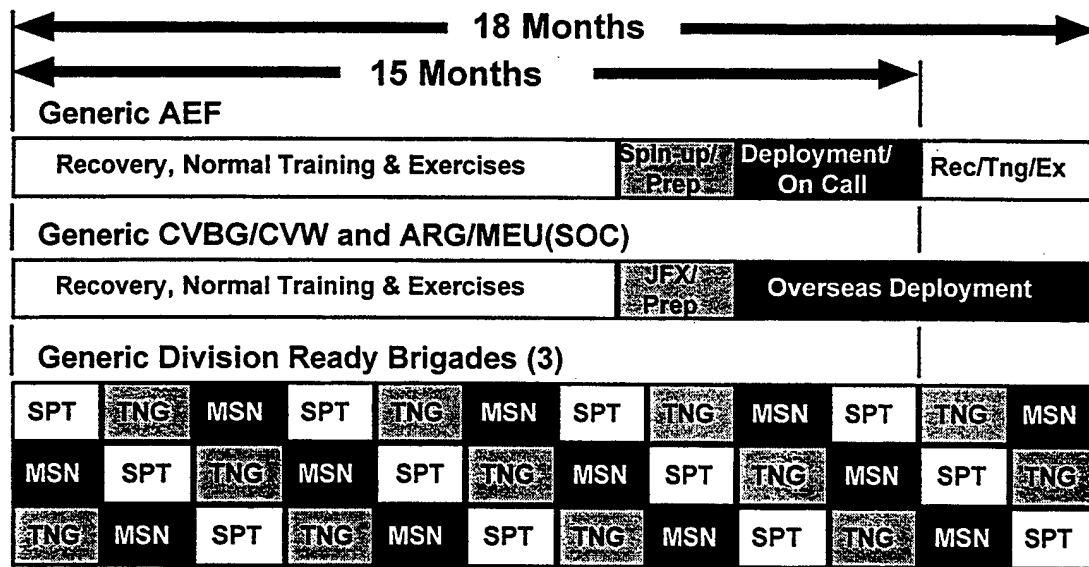 18 Months
15 Months
Generic AEF
Recovery, Normal Training & Exercises
Spin-up/
Prep
Deployment/
On Call
Rec/Tng/Ex
Generic CVBG/CVW and ARG/MEU(SOC)
Recovery, Normal Training & Exercises
JFX/
Prep
Overseas Deployment
Generic Division Ready Brigades (3)
SPT TNG MSN SPT TNG MSN SPT TNG MSN SPT TNG MSN
MSN SPT TNG MSN SPT TNG MSN SPT TNG MSN SPT TNG
TNG MSN SPT TNG MSN SPT TNG MSN SPT TNG MSN SPT